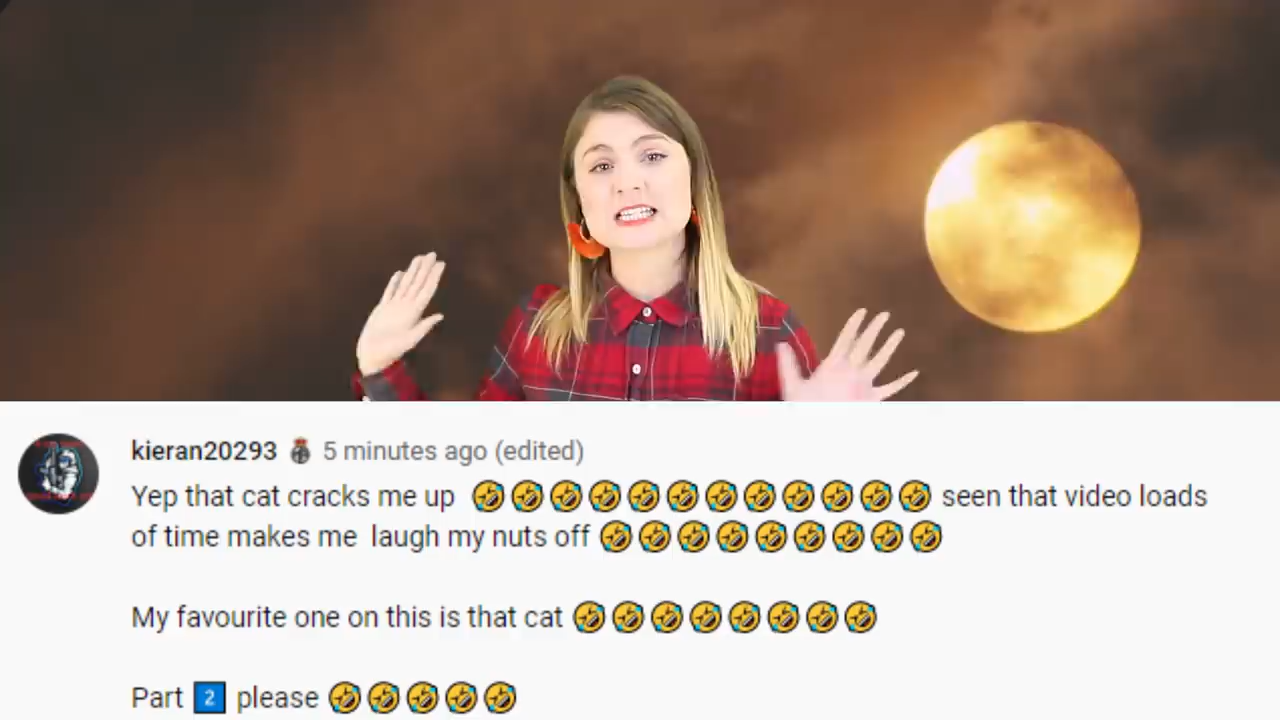 kieran20293 5 minutes ago (edited)
Yep that cat cracks me up 🤣🤣🤣🤣🤣🤣🤣🤣🤣🤣🤣🤣 seen that video loads
of time makes me laugh my nuts off 🤣🤣🤣🤣🤣🤣🤣🤣🤣
My favourite one on this is that cat 🤣🤣🤣🤣🤣🤣🤣🤣
Part 2️⃣ please 🤣🤣🤣🤣🤣